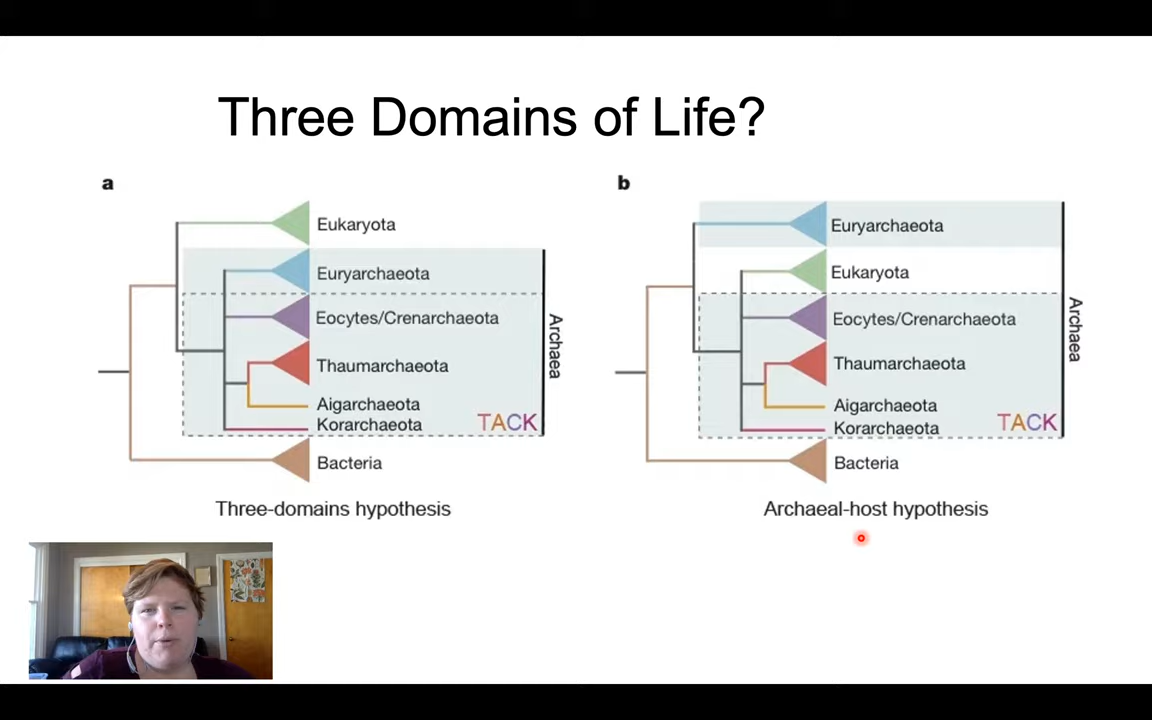 Three Domains of Life?
a
Eukaryota
Euryarchaeota
Eocytes/Crenarchaeota
Thaumarchaeota
Aigarchaeota
Korarchaeota
TACK
Archaea
Bacteria
Three-domains hypothesis
b
Euryarchaeota
Eukaryota
Eocytes/Crenarchaeota
Thaumarchaeota
Aigarchaeota
Korarchaeota
TACK
Archaea
Bacteria
Archaeal-host hypothesis